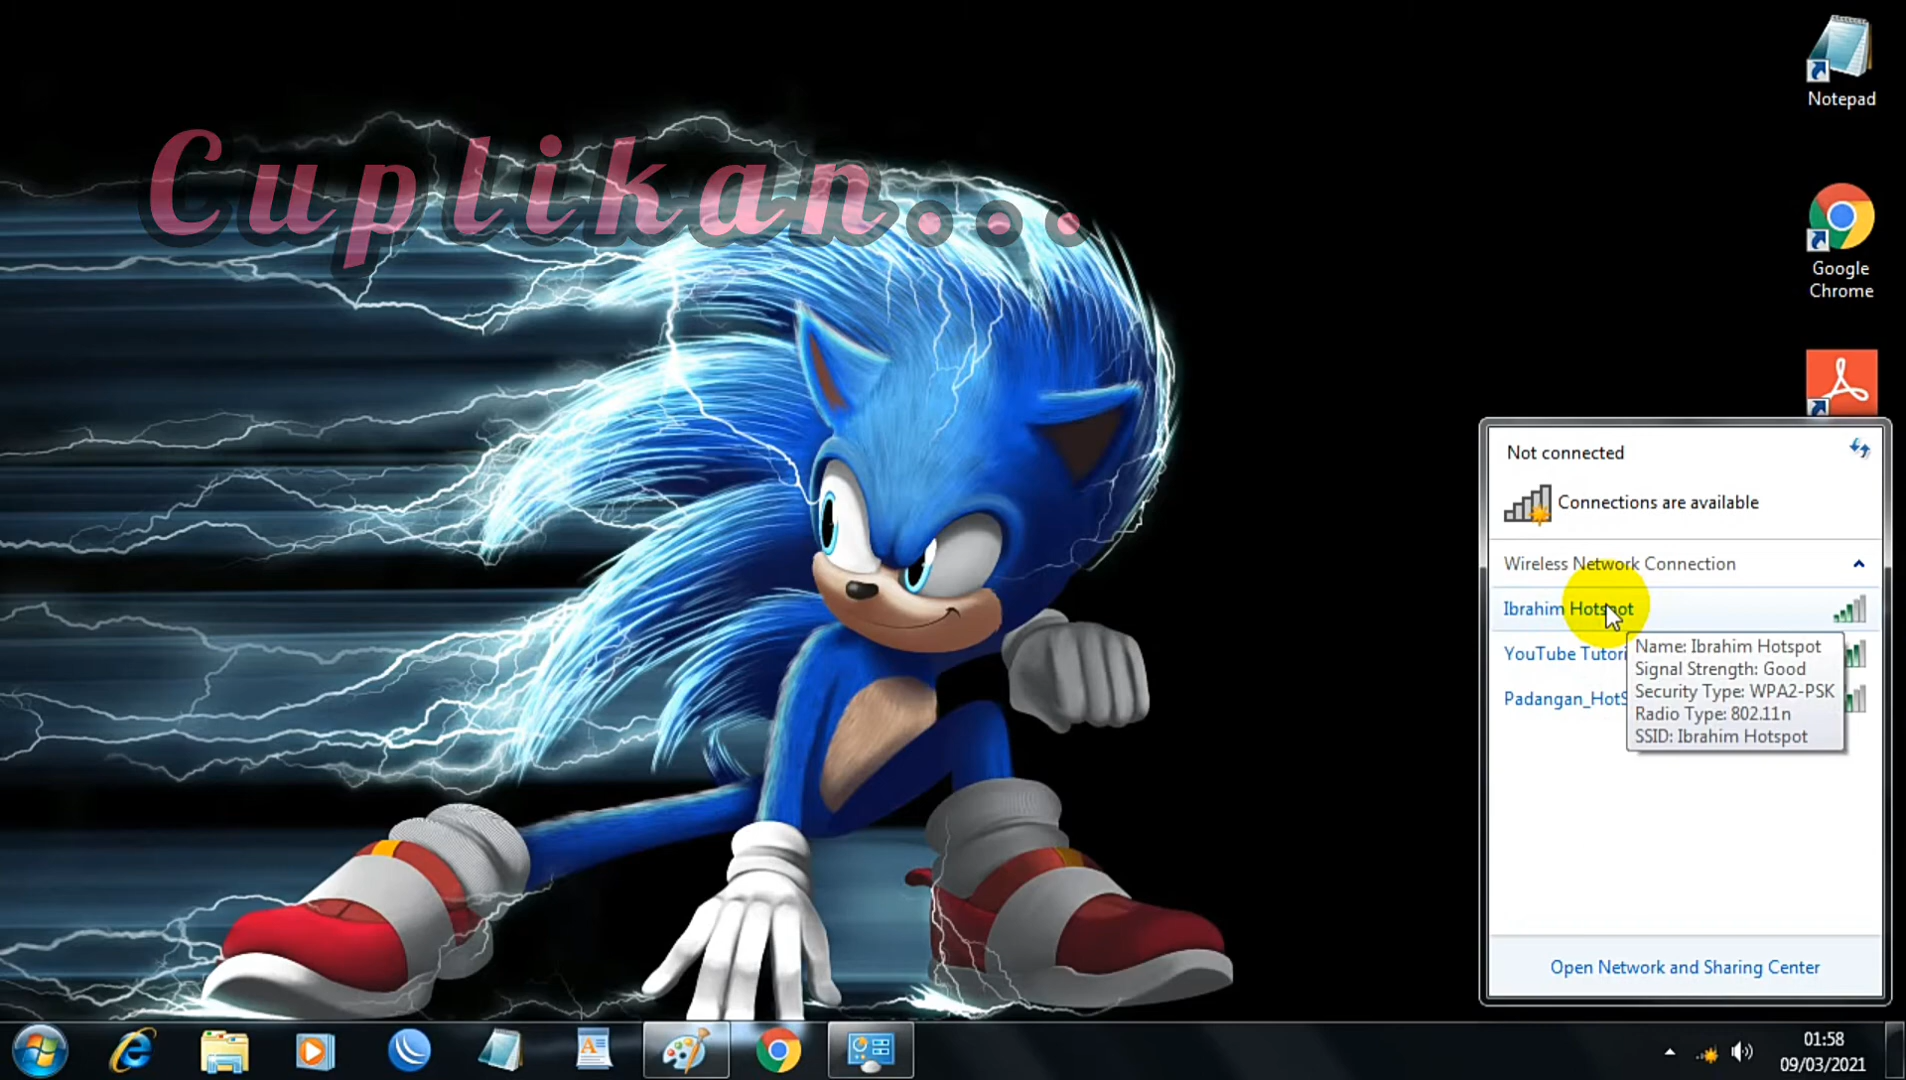 Cuplikan...
Notepad
Google
Chrome
Not connected
Connections are available
Wireless Network Connection
Ibrahim Hotspot
YouTube
Name: Ibrahim Hotspot
Signal Strength: Good
Security Type: WPA2-PSK
Radio Type: 802.11n
SSID: Ibrahim Hotspot
Open Network and Sharing Center
01:58
09/03/2021